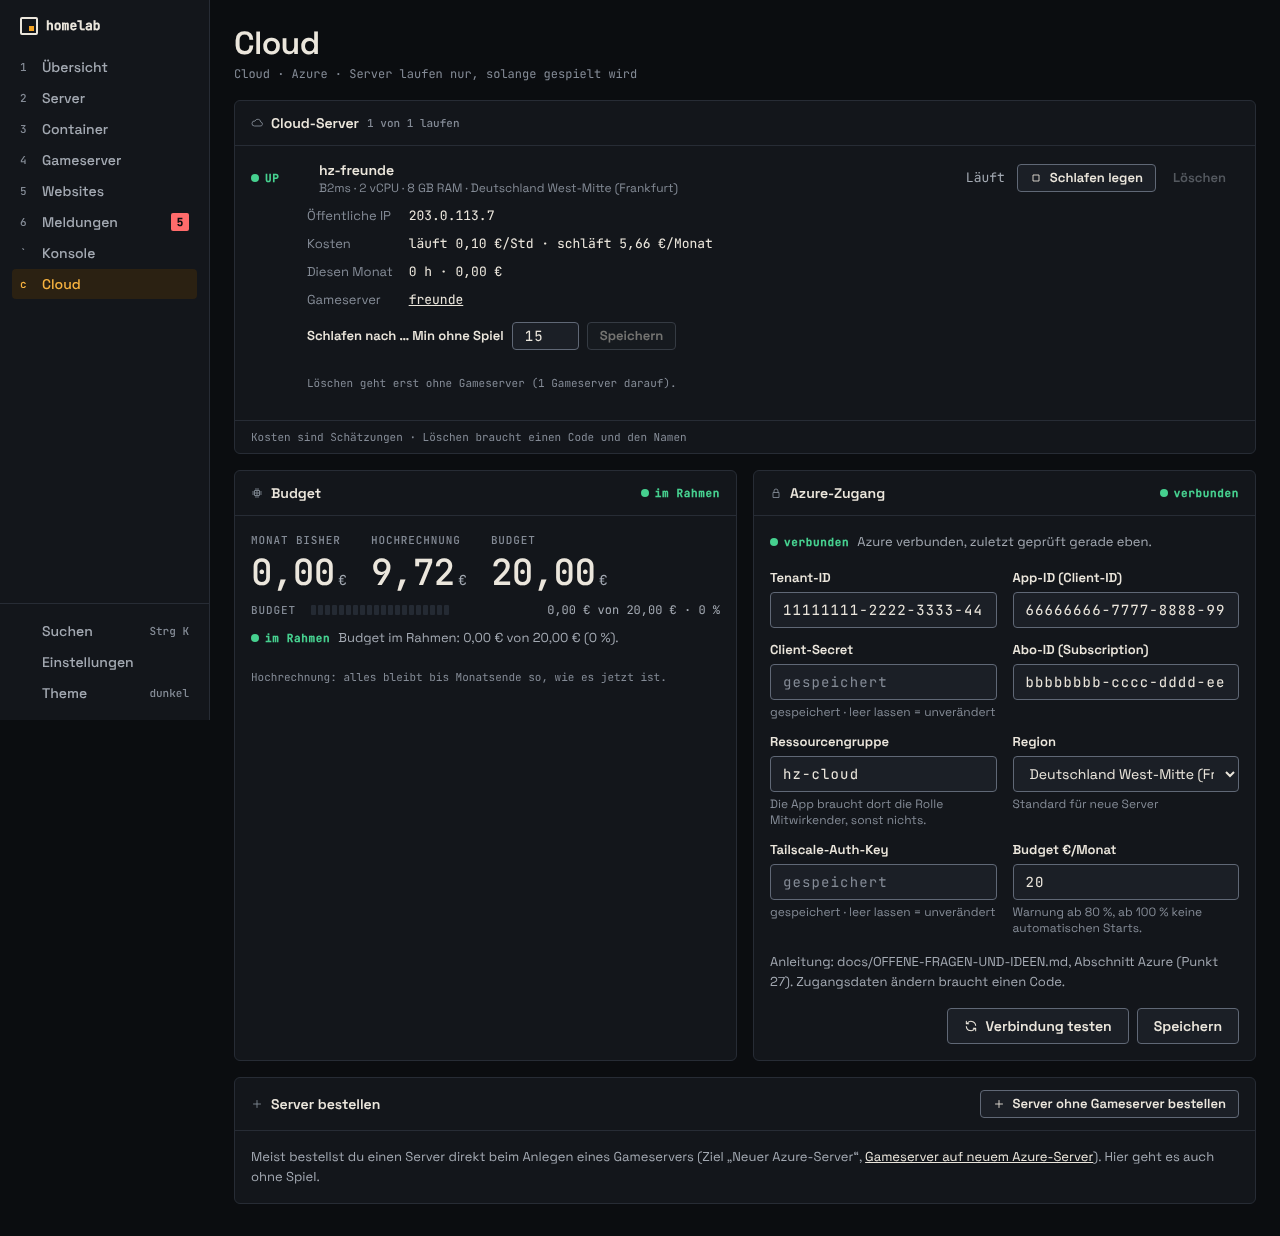 homelab
1 Übersicht
2 Server
3 Container
4 Gameserver
5 Websites
6 Meldungen 5
` Konsole
c Cloud
Suchen Strg K
Einstellungen
Theme dunkel
Cloud
Cloud · Azure · Server laufen nur, solange gespielt wird
Cloud-Server 1 von 1 laufen
UP
hz-freunde
B2ms · 2 vCPU · 8 GB RAM · Deutschland West-Mitte (Frankfurt)
Läuft Schlafen legen Löschen
Öffentliche IP 203.0.113.7
Kosten läuft 0,10 €/Std · schläft 5,66 €/Monat
Diesen Monat 0 h · 0,00 €
Gameserver freunde
Schlafen nach … Min ohne Spiel 15 Speichern
Löschen geht erst ohne Gameserver (1 Gameserver darauf).
Kosten sind Schätzungen · Löschen braucht einen Code und den Namen
Budget im Rahmen
MONAT BISHER HOCHRECHNUNG BUDGET
0,00 € 9,72 € 20,00 €
BUDGET 0,00 € von 20,00 € · 0 %
im Rahmen Budget im Rahmen: 0,00 € von 20,00 € (0 %).
Hochrechnung: alles bleibt bis Monatsende so, wie es jetzt ist.
Azure-Zugang verbunden
verbunden Azure verbunden, zuletzt geprüft gerade eben.
Tenant-ID App-ID (Client-ID)
11111111-2222-3333-44 66666666-7777-8888-99
Client-Secret Abo-ID (Subscription)
gespeichert bbbbbbbb-cccc-dddd-ee
gespeichert · leer lassen = unverändert
Ressourcengruppe Region
hz-cloud Deutschland West-Mitte (Fr
Die App braucht dort die Rolle Standard für neue Server
Mitwirkender, sonst nichts.
Tailscale-Auth-Key Budget €/Monat
gespeichert 20
gespeichert · leer lassen = unverändert Warnung ab 80 %, ab 100 % keine
automatischen Starts.
Anleitung: docs/OFFENE-FRAGEN-UND-IDEEN.md, Abschnitt Azure (Punkt
27). Zugangsdaten ändern braucht einen Code.
Verbindung testen Speichern
Server bestellen Server ohne Gameserver bestellen
Meist bestellst du einen Server direkt beim Anlegen eines Gameservers (Ziel „Neuer Azure-Server“, Gameserver auf neuem Azure-Server). Hier geht es auch
ohne Spiel.